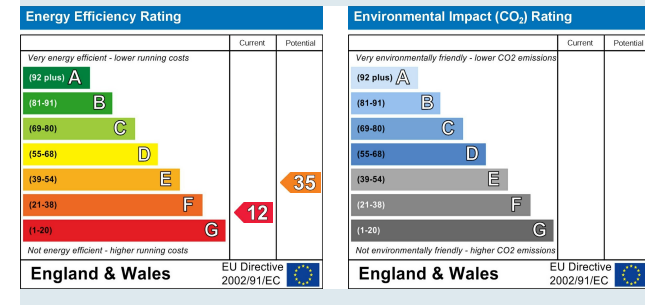 Energy Efficiency Rating
Current Potential
Very energy efficient - lower running costs
(92 plus) A
(81-91) B
(69-80) C
(55-68) D
(39-54) E
35
(21-38) F
12
(1-20) G
Not energy efficient - higher running costs
England & Wales
EU Directive
2002/91/EC
Environmental Impact (CO₂) Rating
Current Potential
Very environmentally friendly - lower CO2 emissions
(92 plus) A
(81-91) B
(69-80) C
(55-68) D
(39-54) E
(21-38) F
(1-20) G
Not environmentally friendly - higher CO2 emissions
England & Wales
EU Directive
2002/91/EC